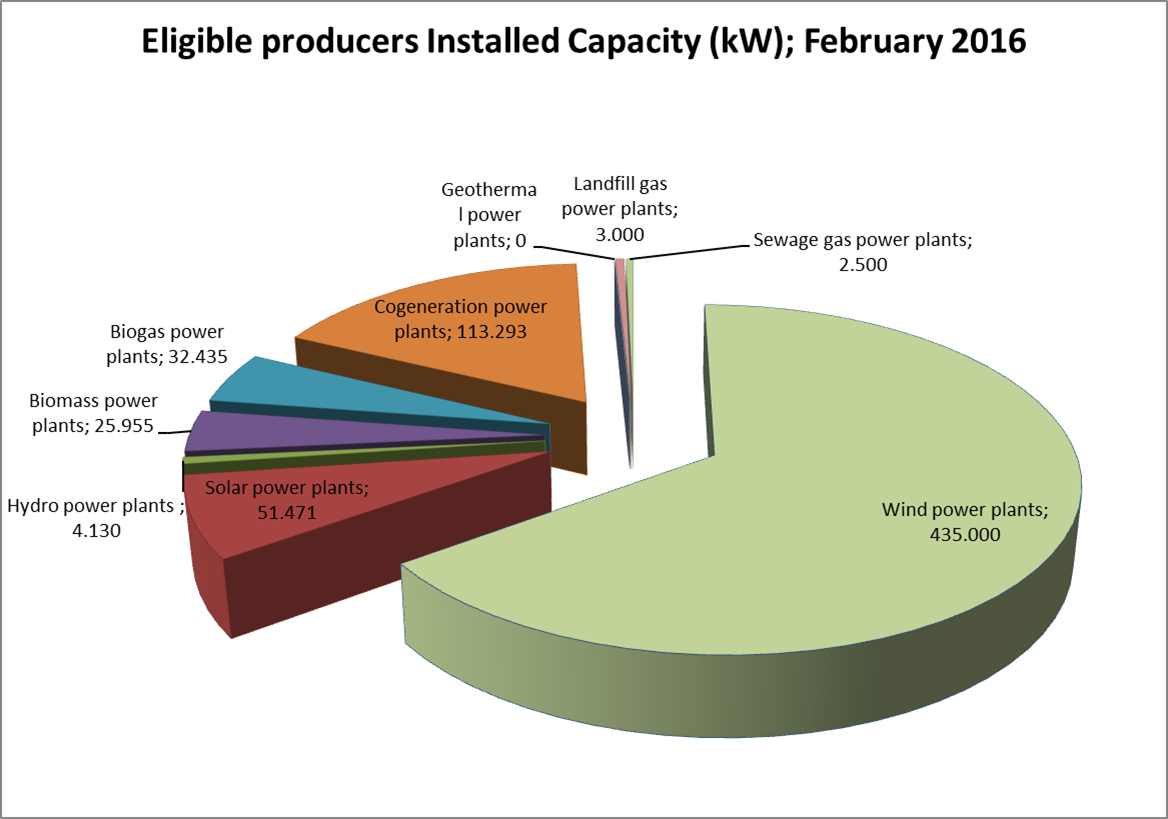 Eligible producers Installed Capacity (kW); February 2016
Geotherma
l power
plants; 0
Landfill gas
power plants;
3.000
Sewage gas power plants;
2.500
Cogeneration power
plants; 113.293
Biogas power
plants; 32.435
Biomass power
plants; 25.955
Hydro power plants ;
4.130
Solar power plants;
51.471
Wind power plants;
435.000